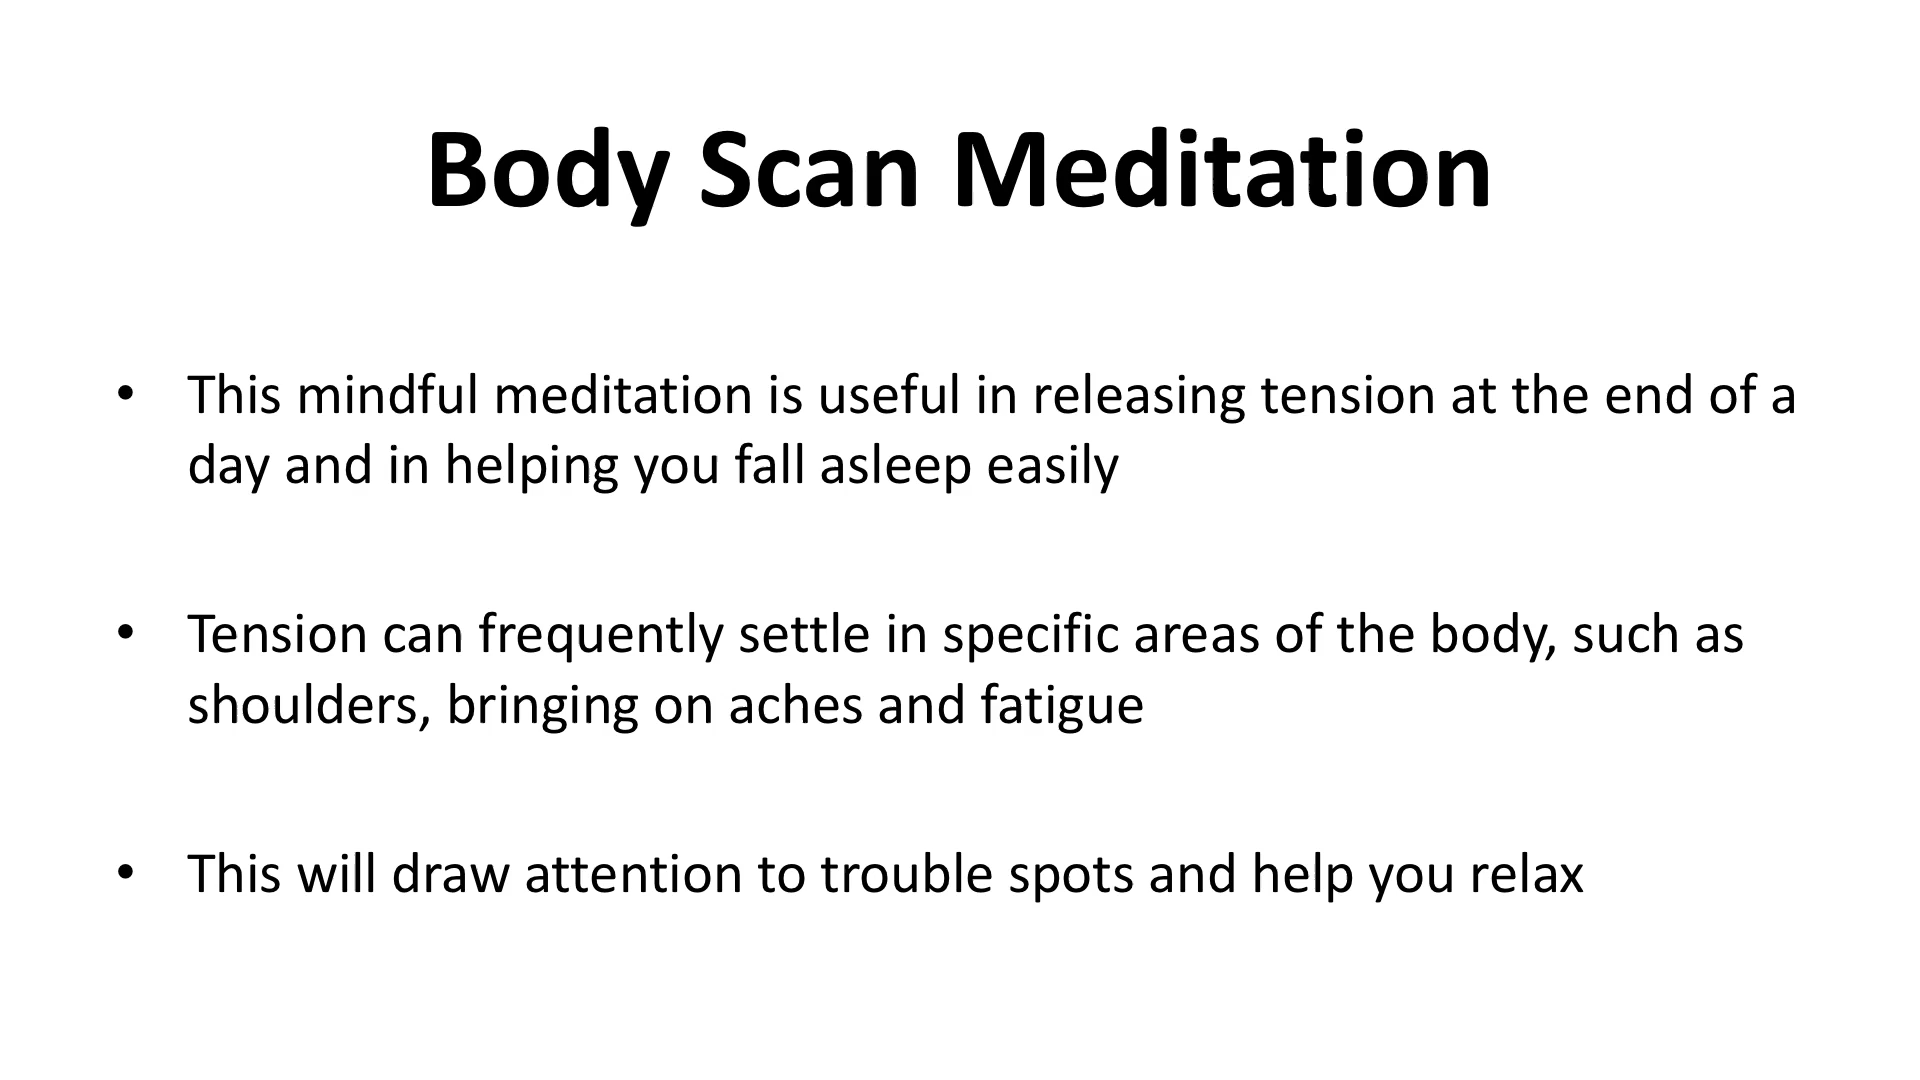 Body Scan Meditation
• This mindful meditation is useful in releasing tension at the end of a
day and in helping you fall asleep easily
• Tension can frequently settle in specific areas of the body, such as
shoulders, bringing on aches and fatigue
• This will draw attention to trouble spots and help you relax